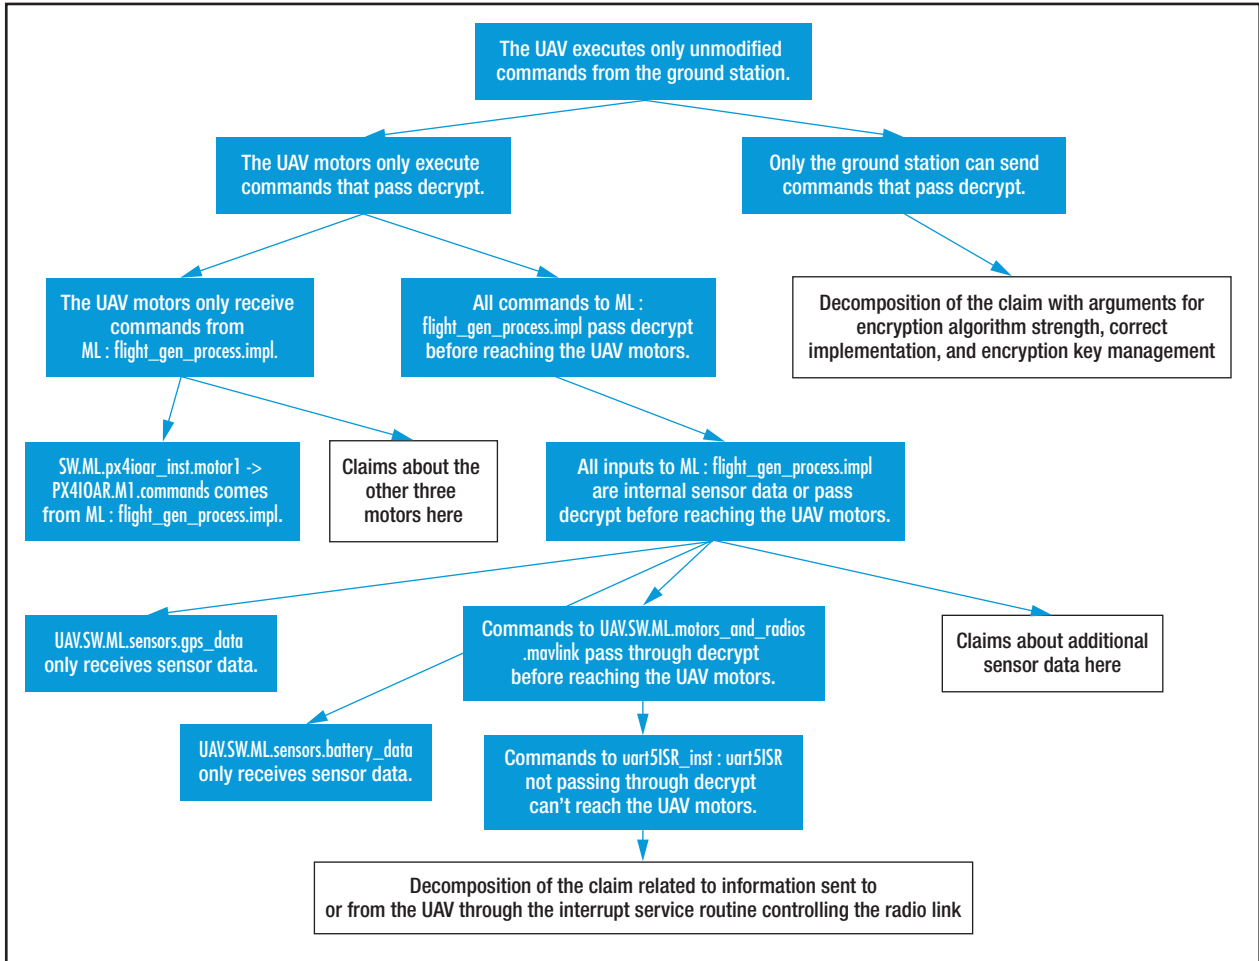 The UAV executes only unmodified
commands from the ground station.
The UAV motors only execute
commands that pass decrypt.
Only the ground station can send
commands that pass decrypt.
The UAV motors only receive
commands from
ML : flight_gen_process.impl.
All commands to ML :
flight_gen_process.impl pass decrypt
before reaching the UAV motors.
Decomposition of the claim with arguments for
encryption algorithm strength, correct
implementation, and encryption key management
SW.ML.px4ioar_inst.motor1 ->
PX4IOAR.M1.commands comes
from ML : flight_gen_process.impl.
Claims about the
other three
motors here
All inputs to ML : flight_gen_process.impl
are internal sensor data or pass
decrypt before reaching the UAV motors.
UAV.SW.ML.sensors.gps_data
only receives sensor data.
Commands to UAV.SW.ML.motors_and_radios
.mavlink pass through decrypt
before reaching the UAV motors.
Claims about additional
sensor data here
UAV.SW.ML.sensors.battery_data
only receives sensor data.
Commands to uart5ISR_inst : uart5ISR
not passing through decrypt
can't reach the UAV motors.
Decomposition of the claim related to information sent to
or from the UAV through the interrupt service routine controlling the radio link